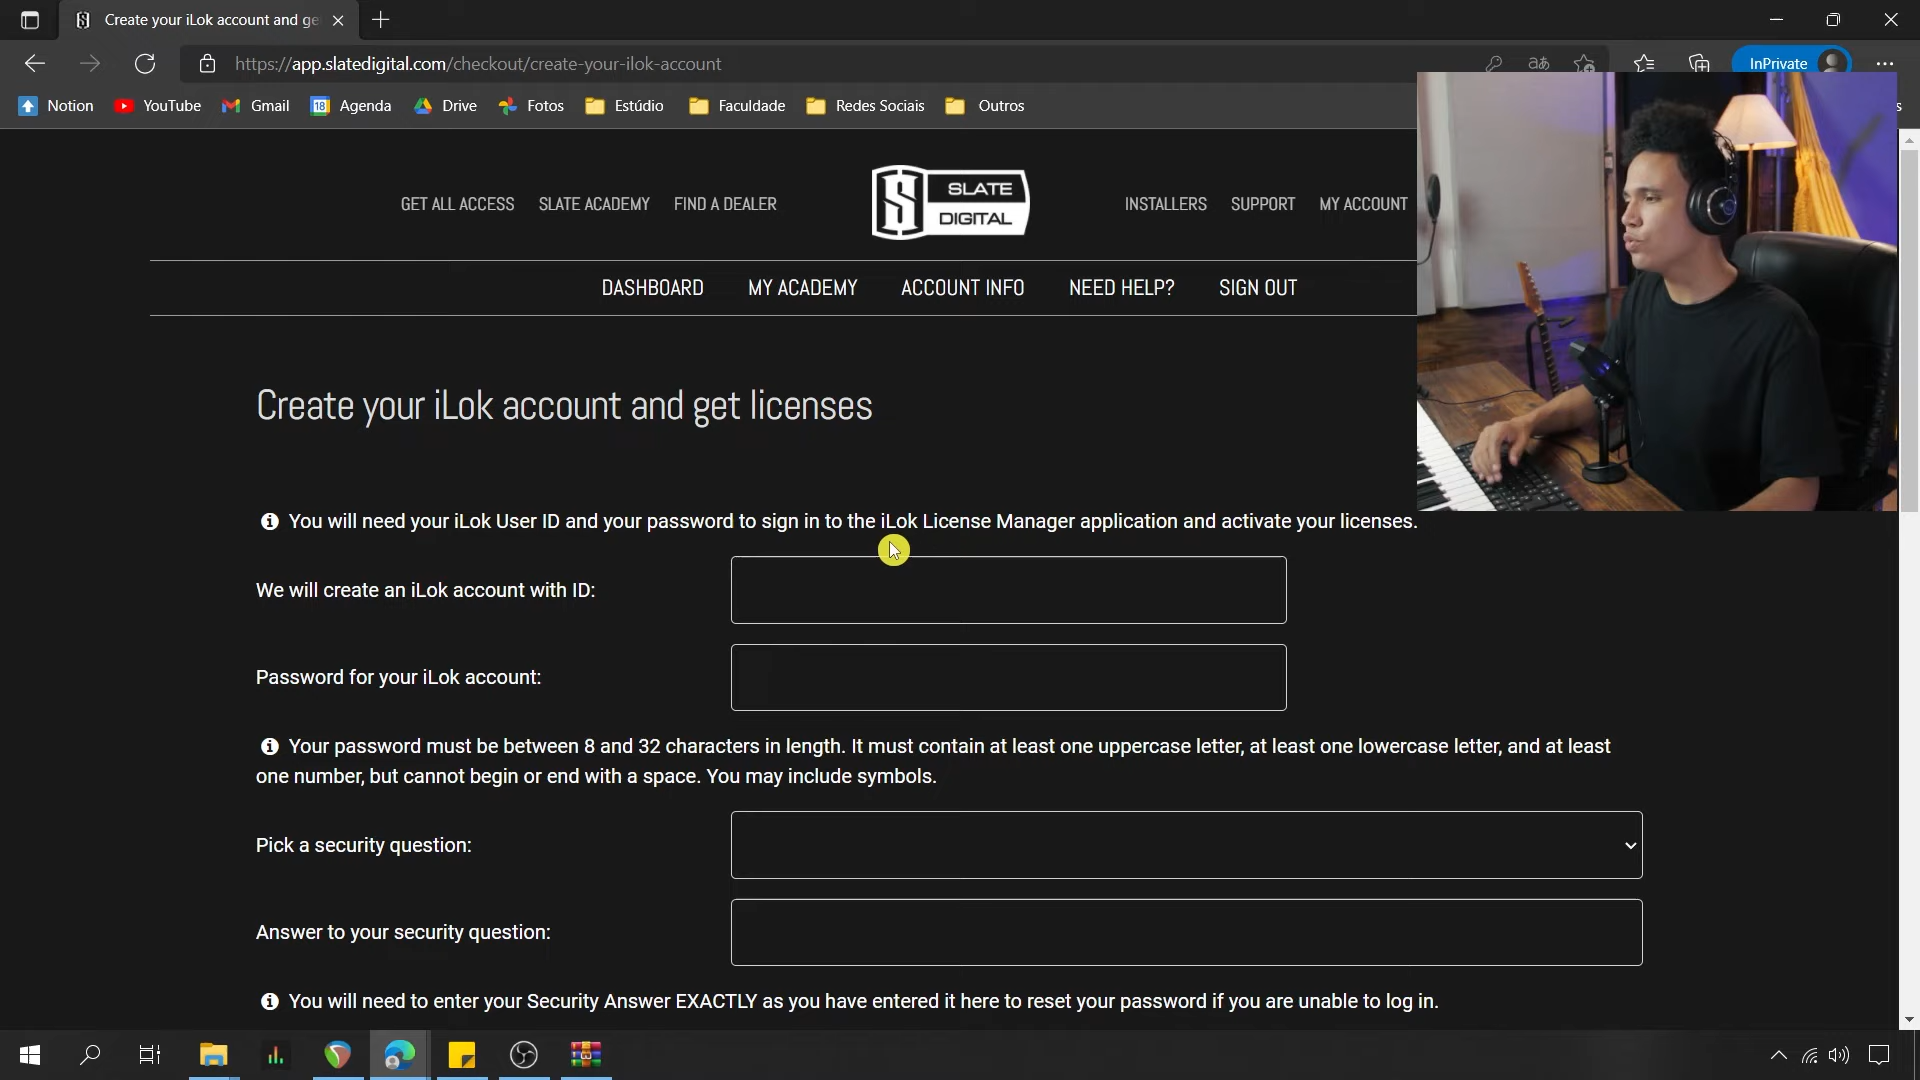 Create your iLok account and ge
https://app.slatedigital.com/checkout/create-your-ilok-account
aあ
InPrivate
Notion
YouTube
Gmail
18
Agenda
Drive
Fotos
Estúdio
Faculdade
Redes Sociais
Outros
s
GET ALL ACCESS
SLATE ACADEMY
FIND A DEALER
S SLATE
DIGITAL
INSTALLERS
SUPPORT
MY ACCOUNT
DASHBOARD
MY ACADEMY
ACCOUNT INFO
NEED HELP?
SIGN OUT
Create your iLok account and get licenses
You will need your iLok User ID and your password to sign in to the iLok License Manager application and activate your licenses.
We will create an iLok account with ID:
Password for your iLok account:
Your password must be between 8 and 32 characters in length. It must contain at least one uppercase letter, at least one lowercase letter, and at least
one number, but cannot begin or end with a space. You may include symbols.
Pick a security question:
Answer to your security question:
You will need to enter your Security Answer EXACTLY as you have entered it here to reset your password if you are unable to log in.